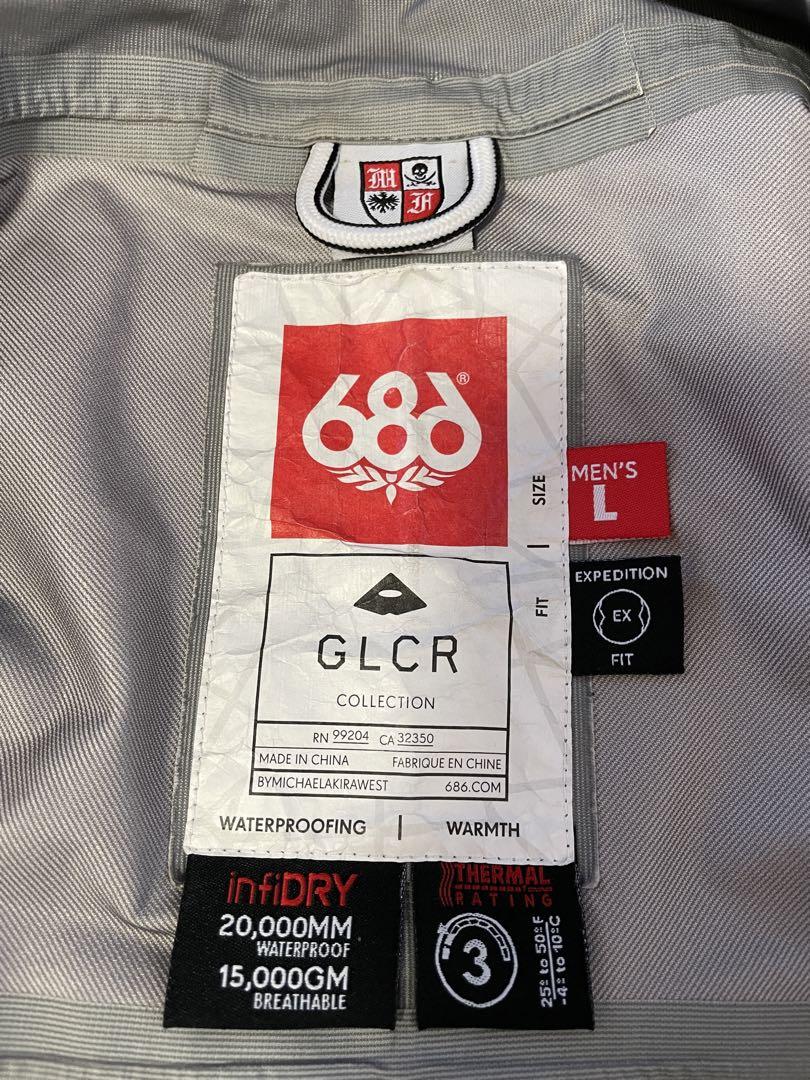 M
F
686®
SIZE
MEN'S
L
FIT
EXPEDITION
EX
FIT
GLCR
COLLECTION
RN 99204 CA 32350
MADE IN CHINA FABRIQUE EN CHINE
BYMICHAELAKIRAWEST 686.COM
WATERPROOFING | WARMTH
infiDRY
20,000MM
WATERPROOF
15,000GM
BREATHABLE
THERMAL
RATING
3
25° to 50°F
-4° to 10°C